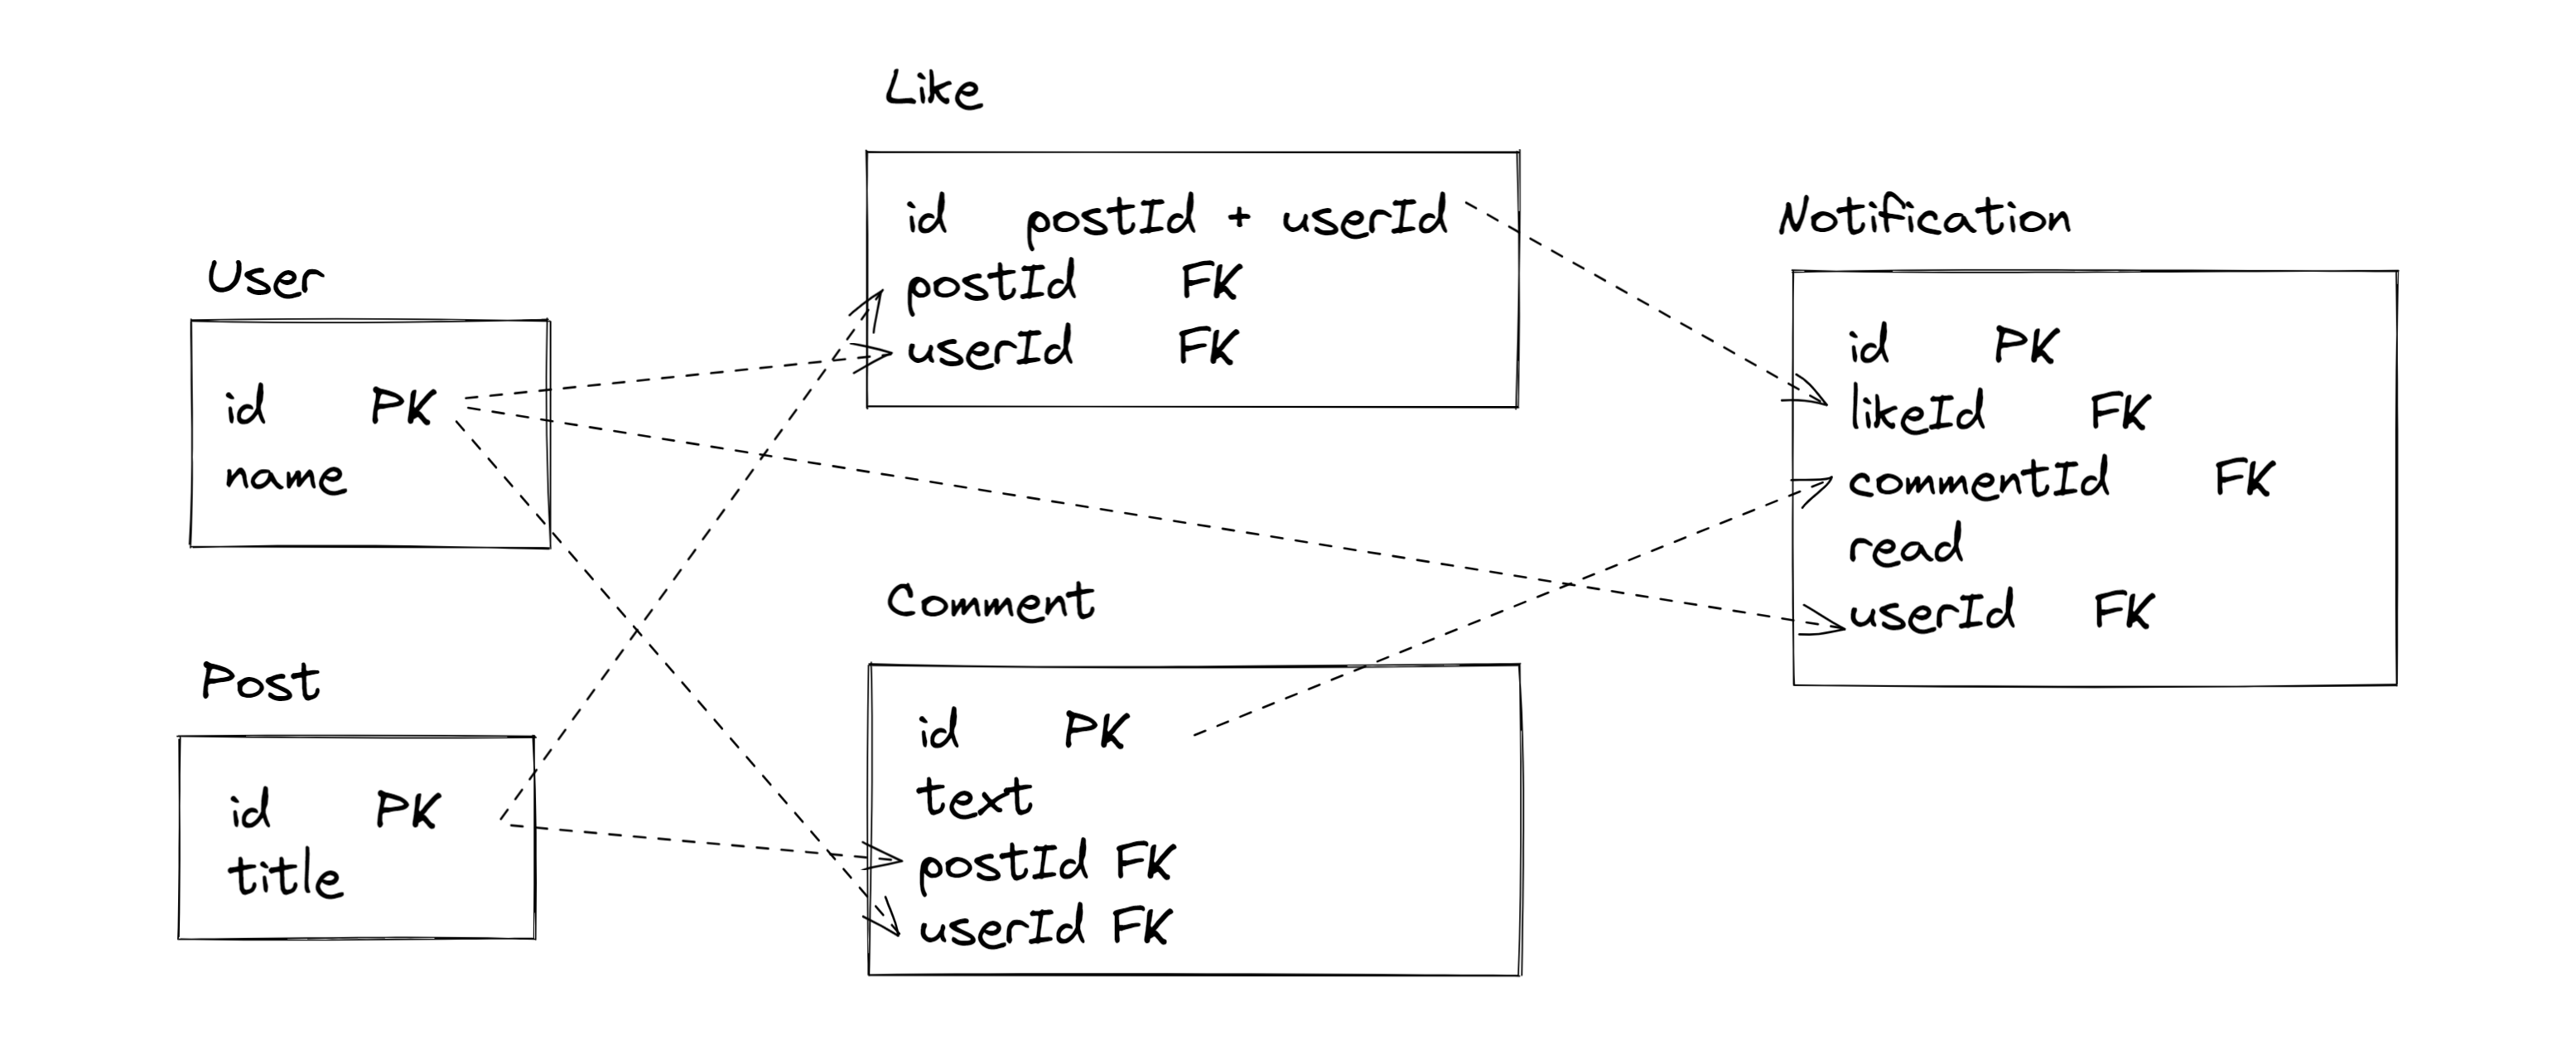 User
id PK
name
Post
id PK
title
Like
id postId + userId
postId FK
userId FK
Comment
id PK
text
postId FK
userId FK
Notification
id PK
likeId FK
commentId FK
read
userId FK